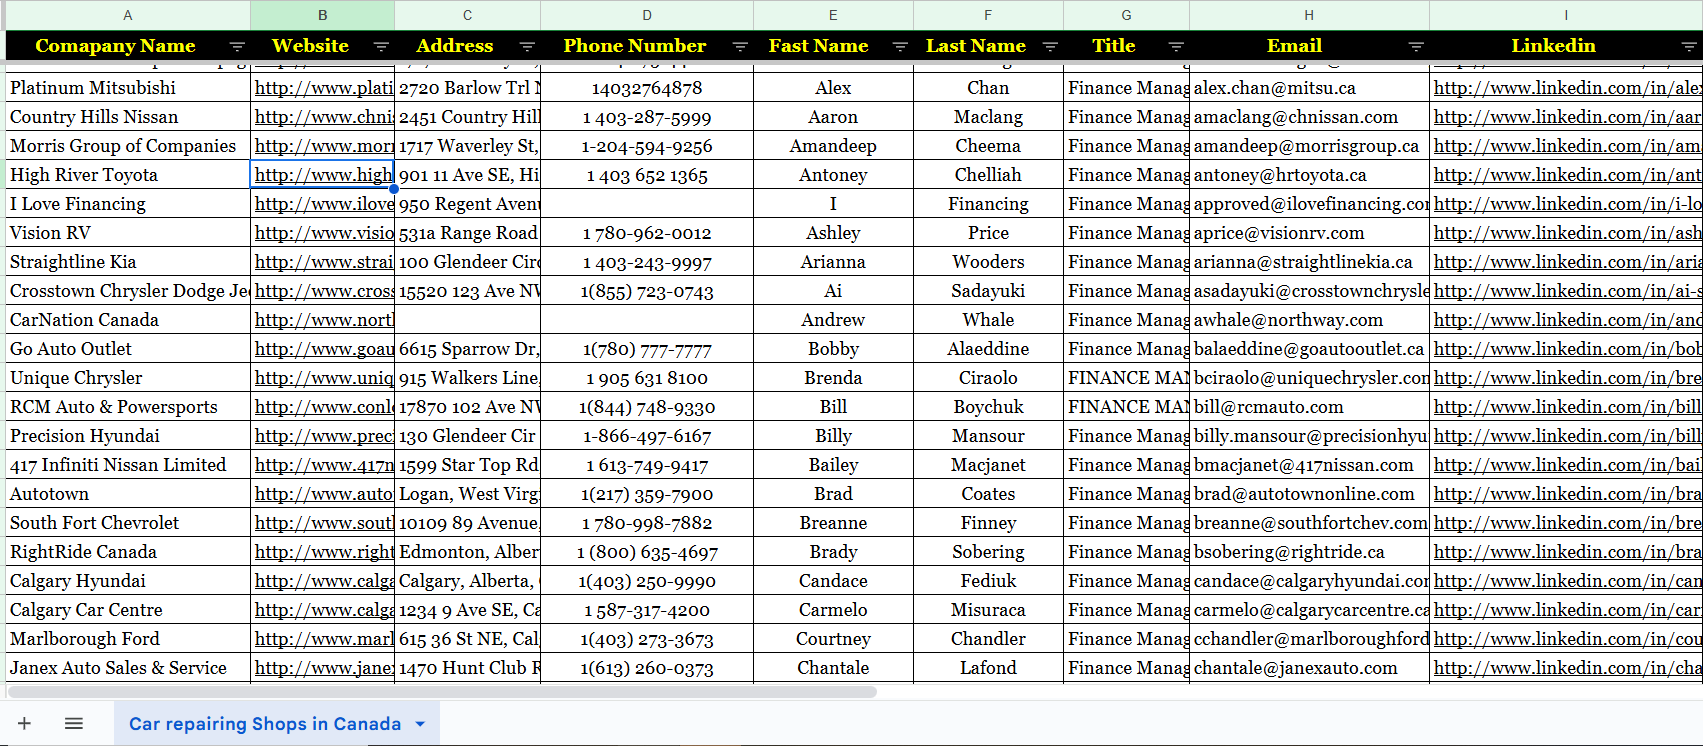 A B C D E F G H I
Comapany Name Website Address Phone Number Fast Name Last Name Title Email Linkedin
Platinum Mitsubishi http://www.plati 2720 Barlow Trl N 14032764878 Alex Chan Finance Manag alex.chan@mitsu.ca http://www.linkedin.com/in/ale
Country Hills Nissan http://www.chnis 2451 Country Hill 1 403-287-5999 Aaron Maclang Finance Manag amaclang@chnissan.com http://www.linkedin.com/in/aar
Morris Group of Companies http://www.morr 1717 Waverley St, 1-204-594-9256 Amandeep Cheema Finance Manag amandeep@morrisgroup.ca http://www.linkedin.com/in/ama
High River Toyota http://www.high 901 11 Ave SE, Hi 1 403 652 1365 Antoney Chelliah Finance Manag antoney@hrtoyota.ca http://www.linkedin.com/in/ant
I Love Financing http://www.ilove 950 Regent Avenu I Financing Finance Manag approved@ilovefinancing.com http://www.linkedin.com/in/i-lo
Vision RV http://www.visio 531a Range Road 1 780-962-0012 Ashley Price Finance Manag aprice@visionrv.com http://www.linkedin.com/in/ash
Straightline Kia http://www.strai 100 Glendeer Circ 1 403-243-9997 Arianna Wooders Finance Manag arianna@straightlinekia.ca http://www.linkedin.com/in/aria
Crosstown Chrysler Dodge Jee http://www.cross 15520 123 Ave NW 1(855) 723-0743 Ai Sadayuki Finance Manag asadayuki@crosstownchrysle http://www.linkedin.com/in/ai-s
CarNation Canada http://www.nort Andrew Whale Finance Manag awhale@northway.com http://www.linkedin.com/in/and
Go Auto Outlet http://www.goau 6615 Sparrow Dr, 1(780) 777-7777 Bobby Alaeddine Finance Manag balaeddine@goautooutlet.ca http://www.linkedin.com/in/bob
Unique Chrysler http://www.uniq 915 Walkers Line, 1 905 631 8100 Brenda Ciraolo FINANCE MAN bciraolo@uniquechrysler.com http://www.linkedin.com/in/bre
RCM Auto & Powersports http://www.conl 17870 102 Ave NW 1(844) 748-9330 Bill Boychuk FINANCE MAN bill@rcmauto.com http://www.linkedin.com/in/bill
Precision Hyundai http://www.prec 130 Glendeer Cir 1-866-497-6167 Billy Mansour Finance Manag billy.mansour@precisionhyu http://www.linkedin.com/in/bill
417 Infiniti Nissan Limited http://www.417n 1599 Star Top Rd 1 613-749-9417 Bailey Macjanet Finance Manag bmacjanet@417nissan.com http://www.linkedin.com/in/bai
Autotown http://www.auto Logan, West Virg 1(217) 359-7900 Brad Coates Finance Manag brad@autotownonline.com http://www.linkedin.com/in/bra
South Fort Chevrolet http://www.sout 10109 89 Avenue, 1 780-998-7882 Breanne Finney Finance Manag breanne@southfortchev.com http://www.linkedin.com/in/bre
RightRide Canada http://www.right Edmonton, Alber 1 (800) 635-4697 Brady Sobering Finance Manag bsobering@rightride.ca http://www.linkedin.com/in/bra
Calgary Hyundai http://www.calga Calgary, Alberta, 1(403) 250-9990 Candace Fediuk Finance Manag candace@calgaryhyundai.com http://www.linkedin.com/in/can
Calgary Car Centre http://www.calga 1234 9 Ave SE, Ca 1 587-317-4200 Carmelo Misuraca Finance Manag carmelo@calgarycarcentre.ca http://www.linkedin.com/in/car
Marlborough Ford http://www.marl 615 36 St NE, Cal 1(403) 273-3673 Courtney Chandler Finance Manag cchandler@marlboroughford http://www.linkedin.com/in/cou
Janex Auto Sales & Service http://www.jane 1470 Hunt Club R 1(613) 260-0373 Chantale Lafond Finance Manag chantale@janexauto.com http://www.linkedin.com/in/cha
Car repairing Shops in Canada